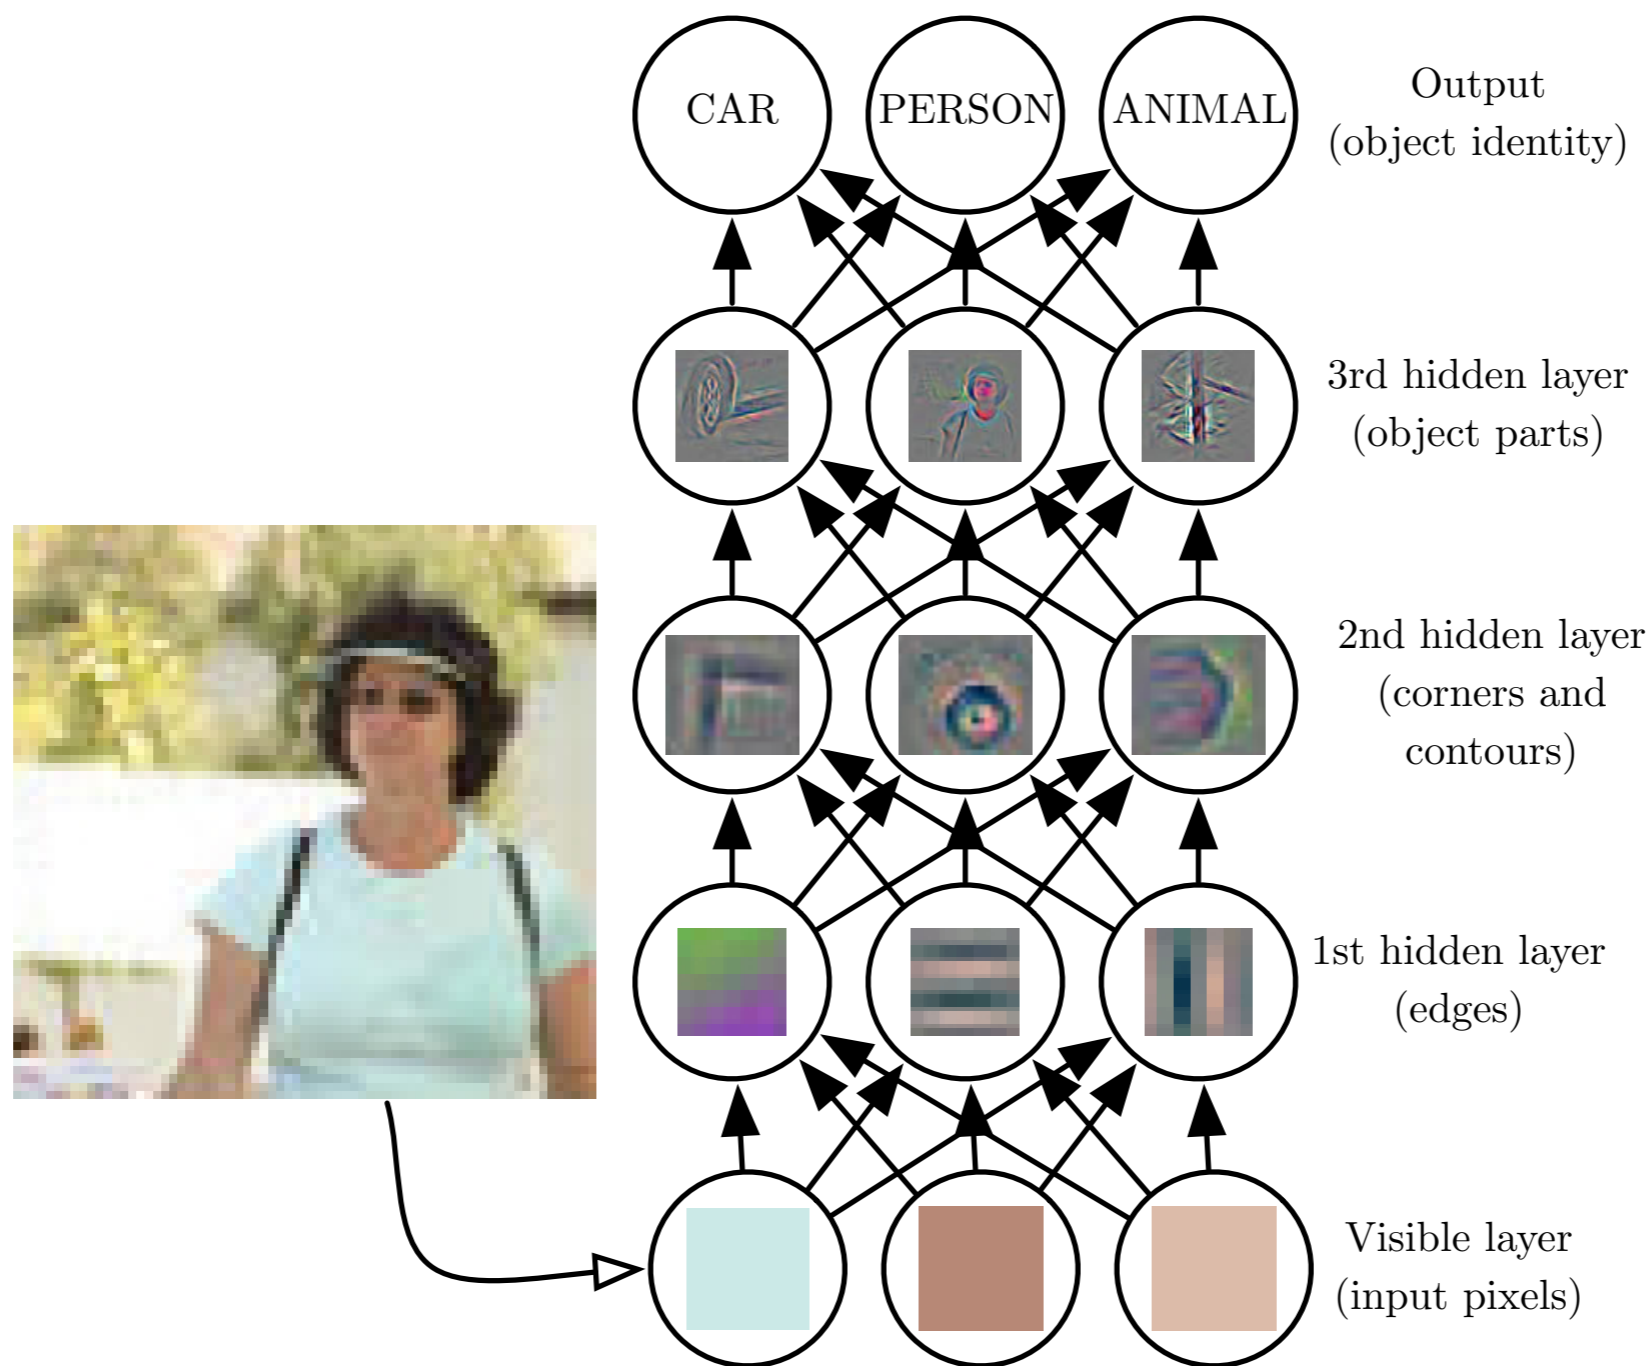 CAR PERSON ANIMAL
Output
(object identity)
3rd hidden layer
(object parts)
2nd hidden layer
(corners and
contours)
1st hidden layer
(edges)
Visible layer
(input pixels)